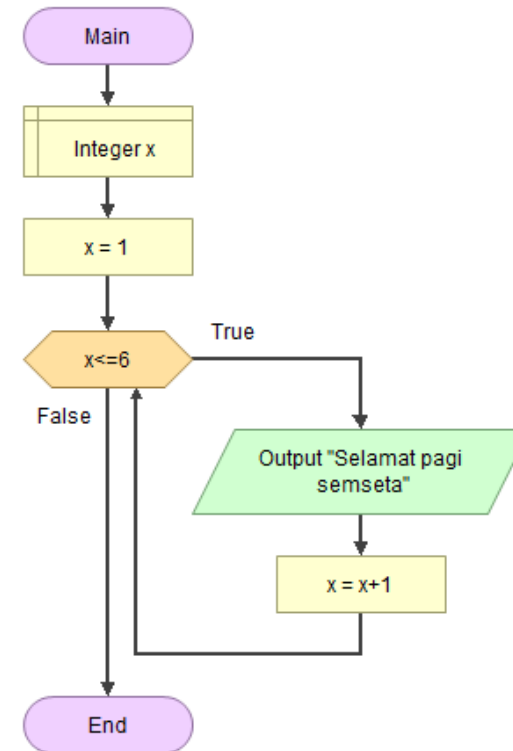 Main
Integer x
x = 1
x<=6
True
False
Output "Selamat pagi
semseta"
x = x+1
End